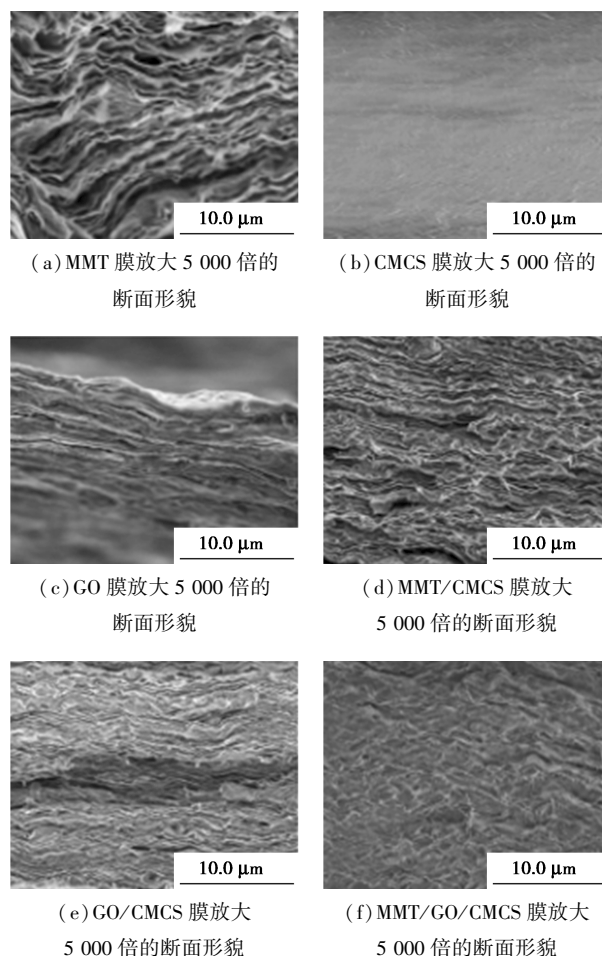 10.0 μm
10.0 μm
(a)MMT 膜放大 5 000 倍的
断面形貌
(b)CMCS 膜放大 5 000 倍的
断面形貌
10.0 μm
10.0 μm
(c)GO 膜放大 5 000 倍的
断面形貌
(d)MMT/CMCS 膜放大
5 000 倍的断面形貌
10.0 μm
10.0 μm
(e)GO/CMCS 膜放大
5 000 倍的断面形貌
(f)MMT/GO/CMCS 膜放大
5 000 倍的断面形貌